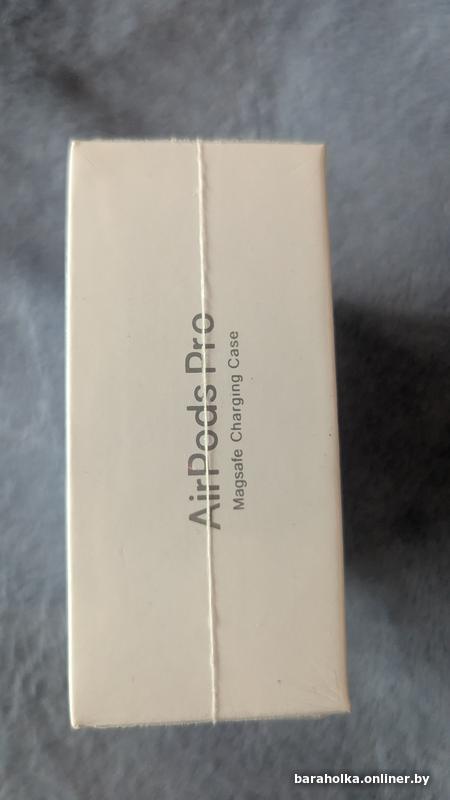 AirPods Pro
Magsafe Charging Case
baraholka.onliner.by